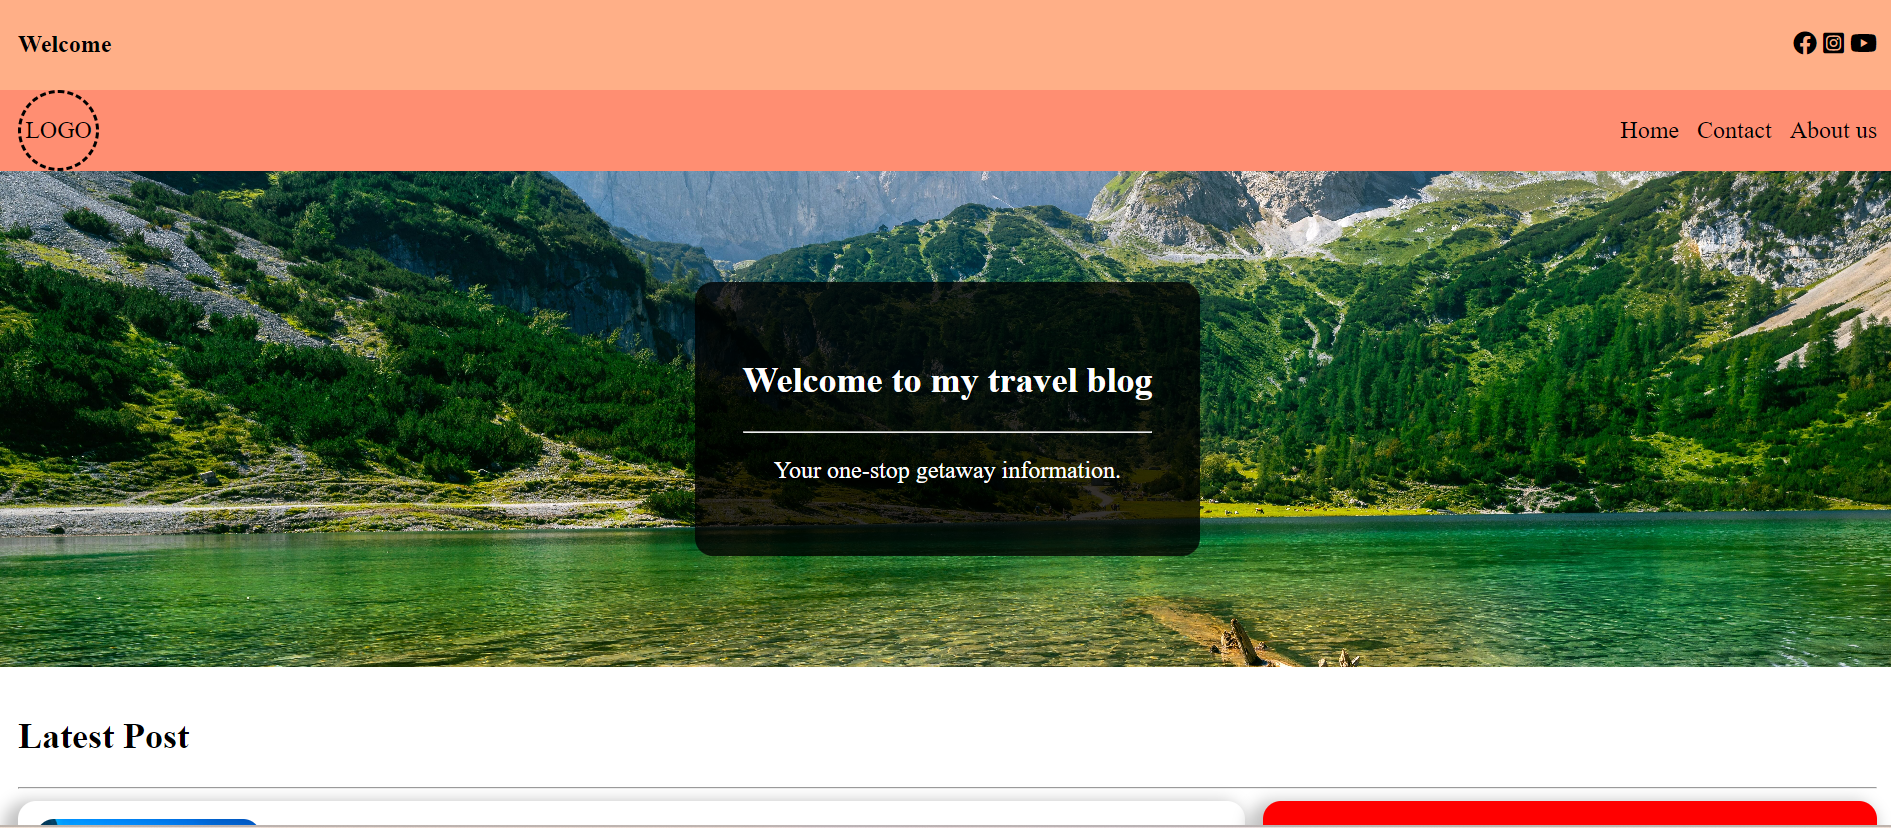 Welcome
LOGO
Home Contact About us
Welcome to my travel blog
Your one-stop getaway information.
Latest Post